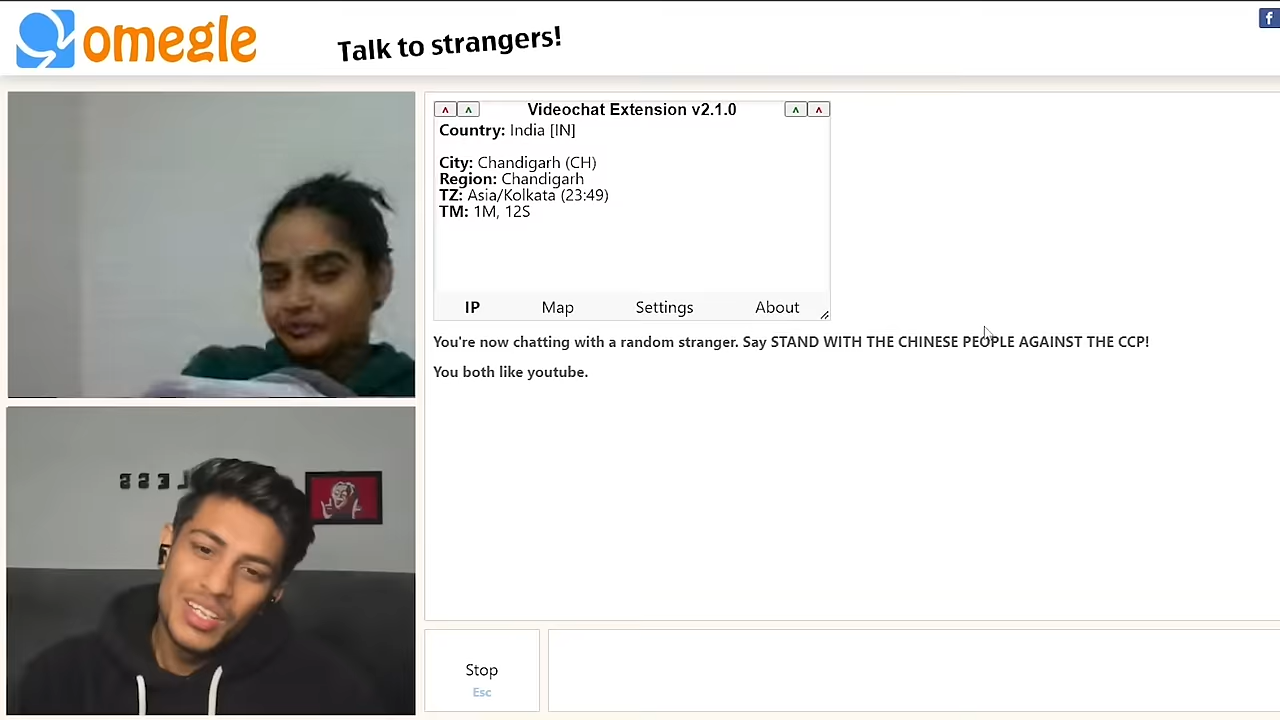 omegle
Talk to strangers!
f
Videochat Extension v2.1.0
Country: India [IN]
City: Chandigarh (CH)
Region: Chandigarh
TZ: Asia/Kolkata (23:49)
TM: 1M, 12S
IP Map Settings About
You're now chatting with a random stranger. Say STAND WITH THE CHINESE PEOPLE AGAINST THE CCP!
You both like youtube.
Stop
Esc